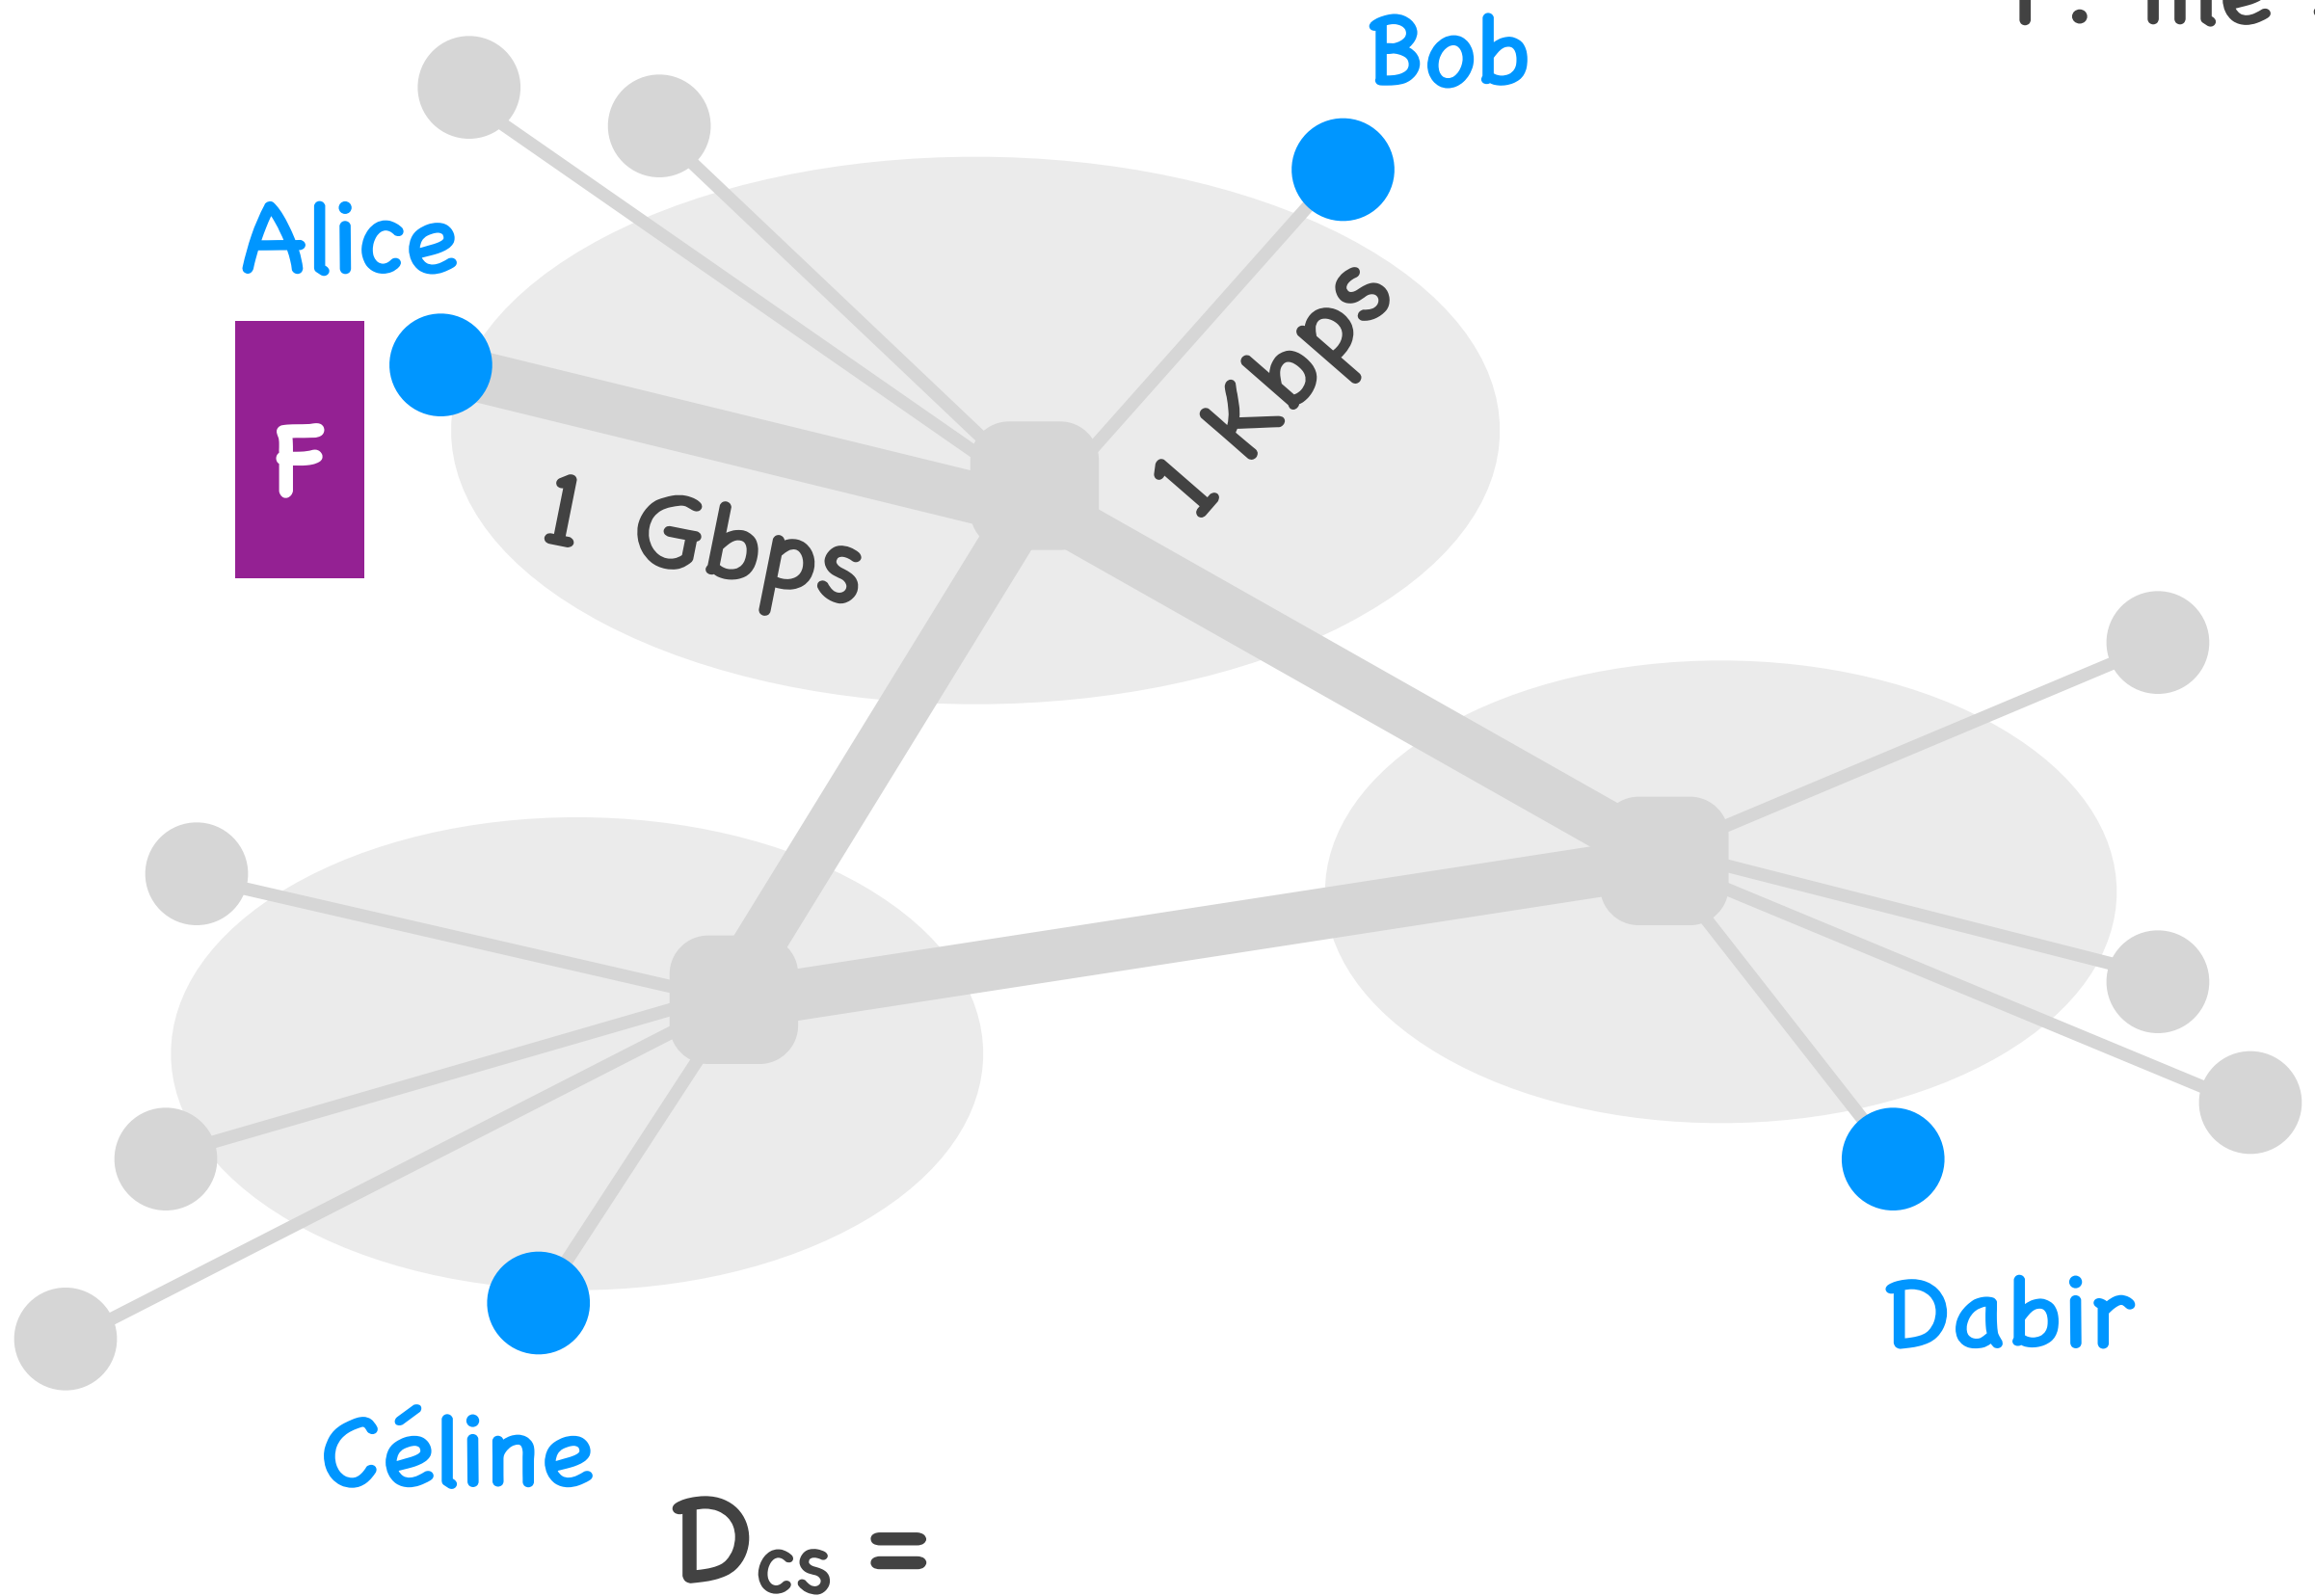 Bob
Alice
F
1 Gbps
1 Kbps
Céline
Dabir
Dcs =